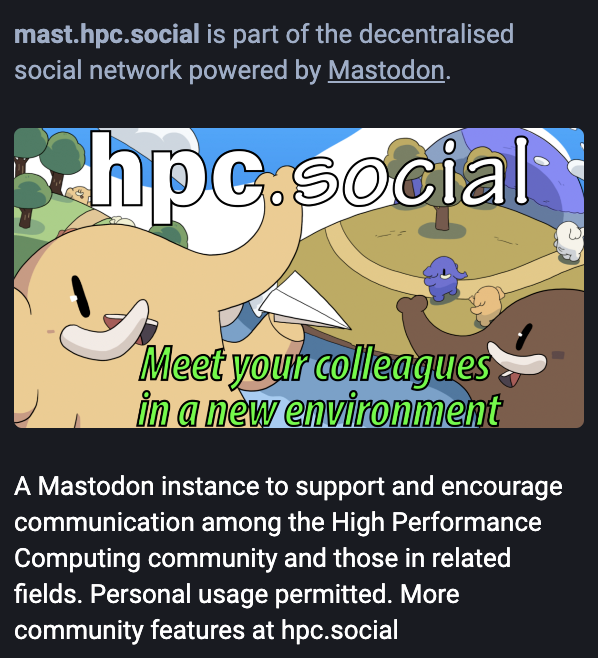 mast.hpc.social is part of the decentralised
social network powered by Mastodon.
hpc.social
Meet your colleagues
in a new environment
A Mastodon instance to support and encourage
communication among the High Performance
Computing community and those in related
fields. Personal usage permitted. More
community features at hpc.social